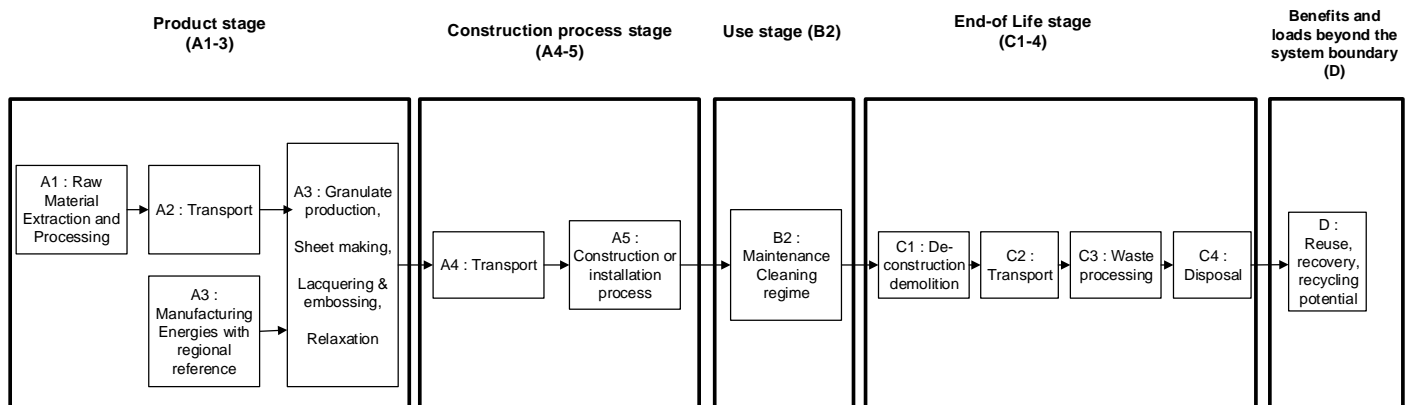 Product stage
(A1-3)
Construction process stage
(A4-5)
Use stage (B2)
End-of Life stage
(C1-4)
Benefits and
loads beyond the
system boundary
(D)
A1 : Raw
Material
Extraction and
Processing
A2 : Transport
A3 :
Manufacturing
Energies with
regional
reference
A3 : Granulate
production,
Sheet making,
Lacquering &
embossing,
Relaxation
A4 : Transport
A5 :
Construction or
installation
process
B2 :
Maintenance
Cleaning
regime
C1 : De-
construction
demolition
C2 :
Transport
C3 : Waste
processing
C4 :
Disposal
D :
Reuse,
recovery,
recycling
potential